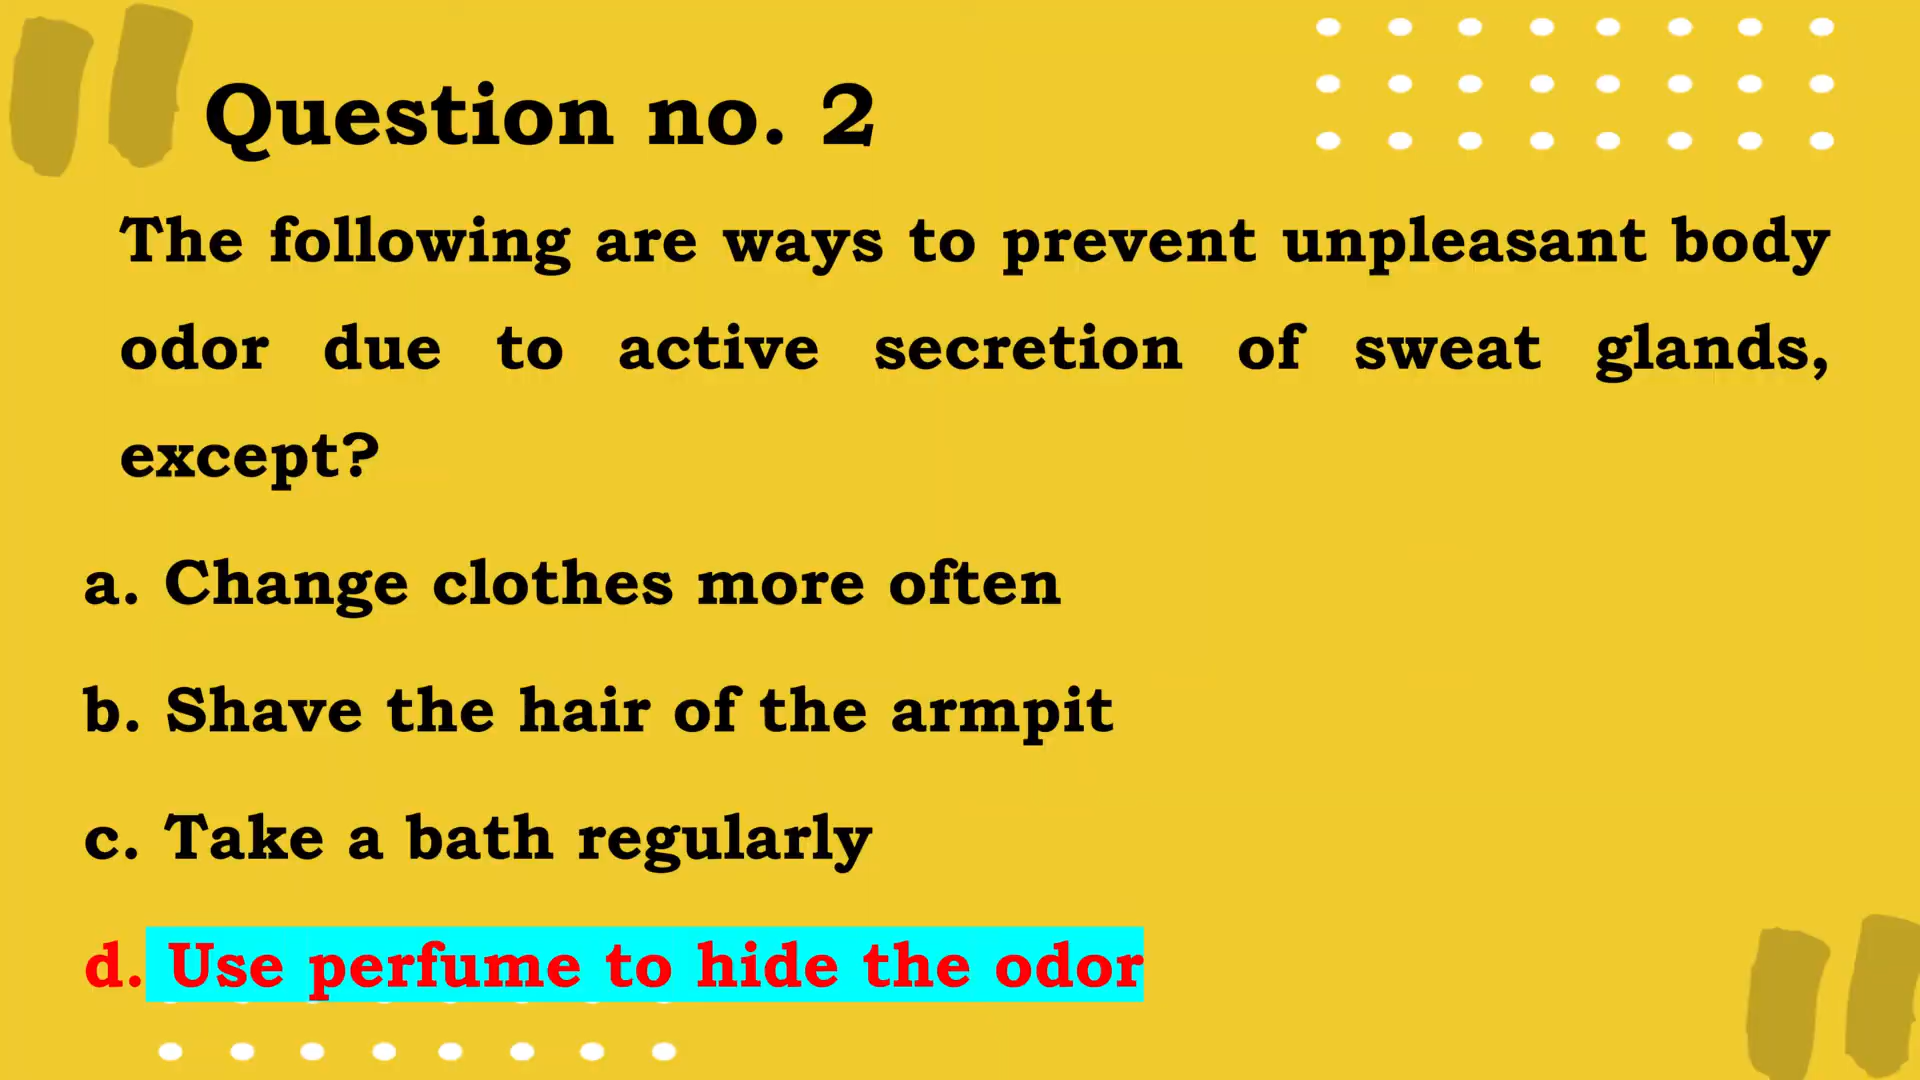 Question no. 2
The following are ways to prevent unpleasant body
odor due to active secretion of sweat glands,
except?
a. Change clothes more often
b. Shave the hair of the armpit
c. Take a bath regularly
d. Use perfume to hide the odor